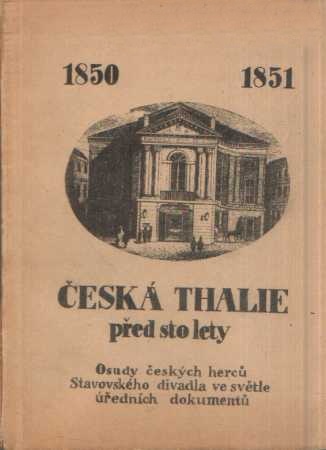 1850 1851
ČESKÁ THALIE
před sto lety
Osudy českých herců
Stavovského divadla ve světle
úředních dokumentů